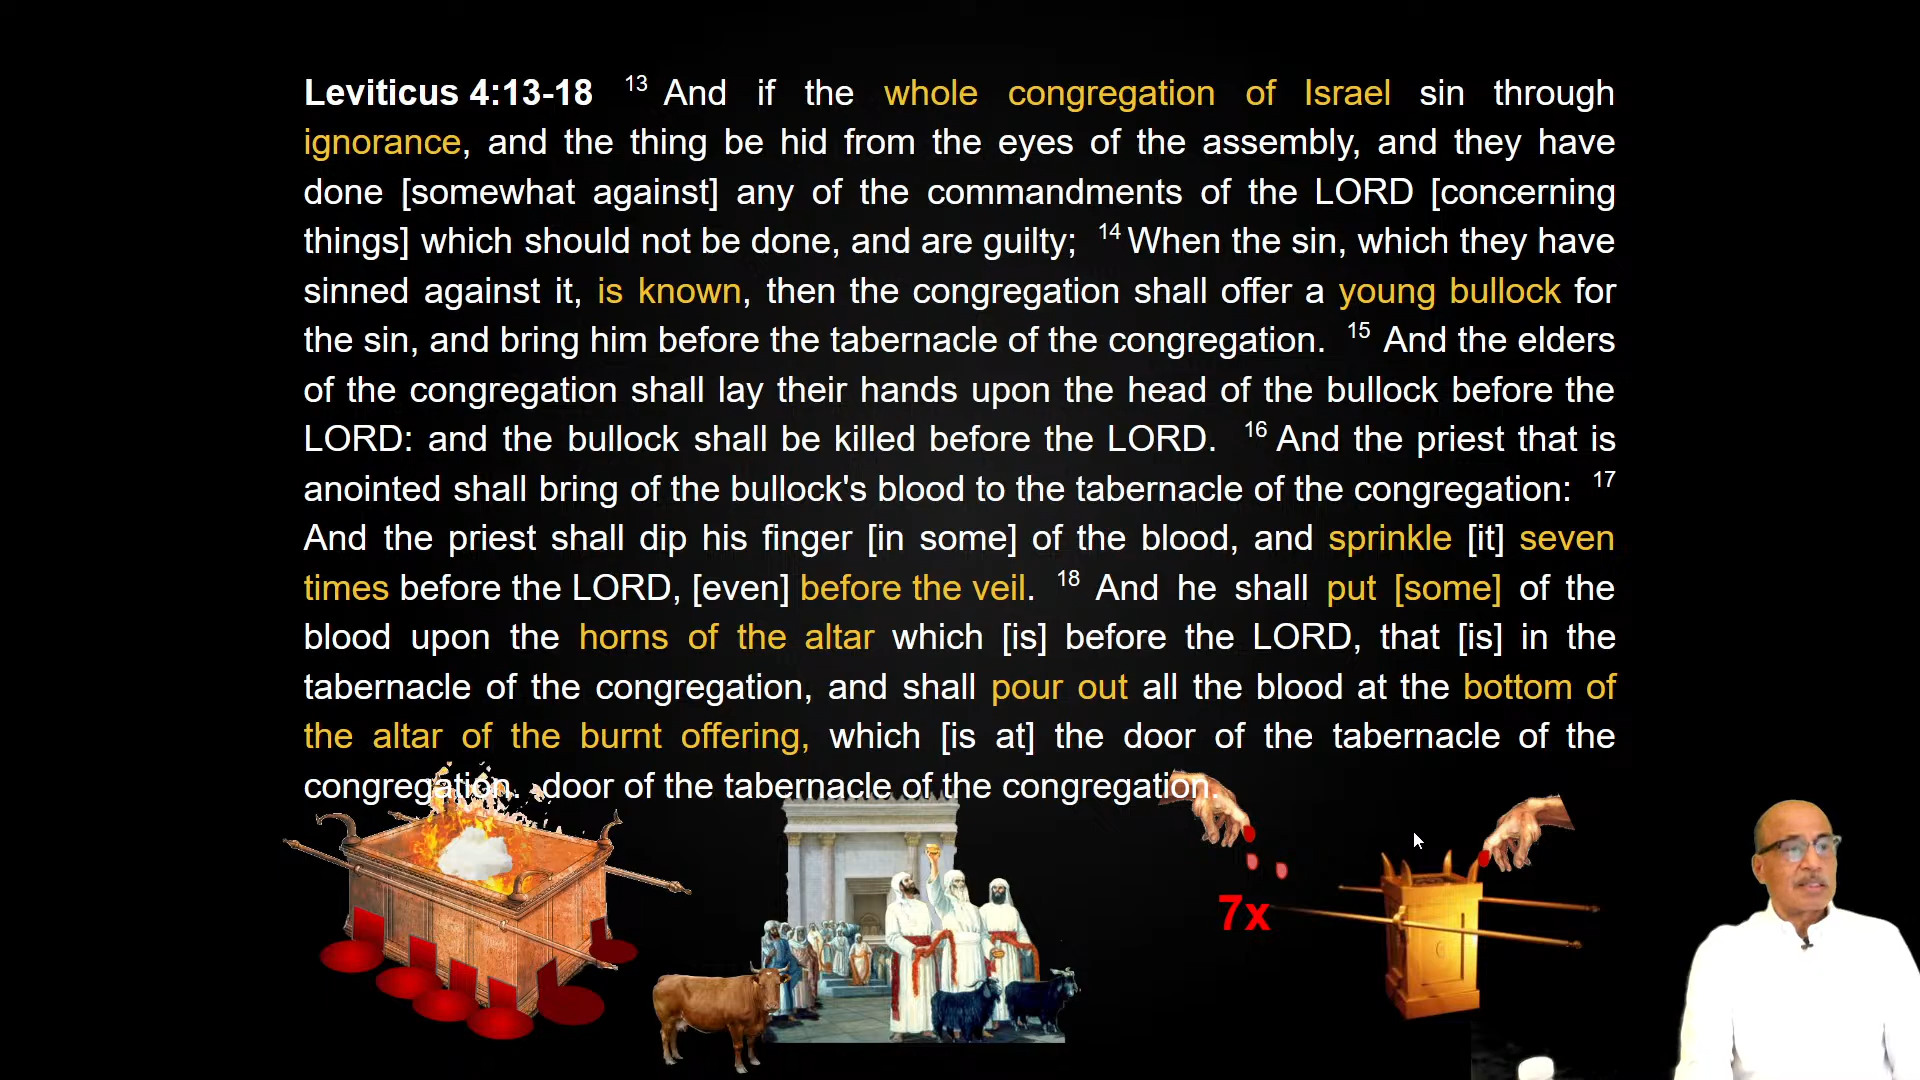 Leviticus 4:13-18 13 And if the whole congregation of Israel sin through
ignorance, and the thing be hid from the eyes of the assembly, and they have
done [somewhat against] any of the commandments of the LORD [concerning
things] which should not be done, and are guilty; 14 When the sin, which they have
sinned against it, is known, then the congregation shall offer a young bullock for
the sin, and bring him before the tabernacle of the congregation. 15 And the elders
of the congregation shall lay their hands upon the head of the bullock before the
LORD: and the bullock shall be killed before the LORD. 16 And the priest that is
anointed shall bring of the bullock's blood to the tabernacle of the congregation: 17
And the priest shall dip his finger [in some] of the blood, and sprinkle [it] seven
times before the LORD, [even] before the veil. 18 And he shall put [some] of the
blood upon the horns of the altar which [is] before the LORD, that [is] in the
tabernacle of the congregation, and shall pour out all the blood at the bottom of
the altar of the burnt offering, which [is at] the door of the tabernacle of the
congregation. door of the tabernacle of the congregation.
7x